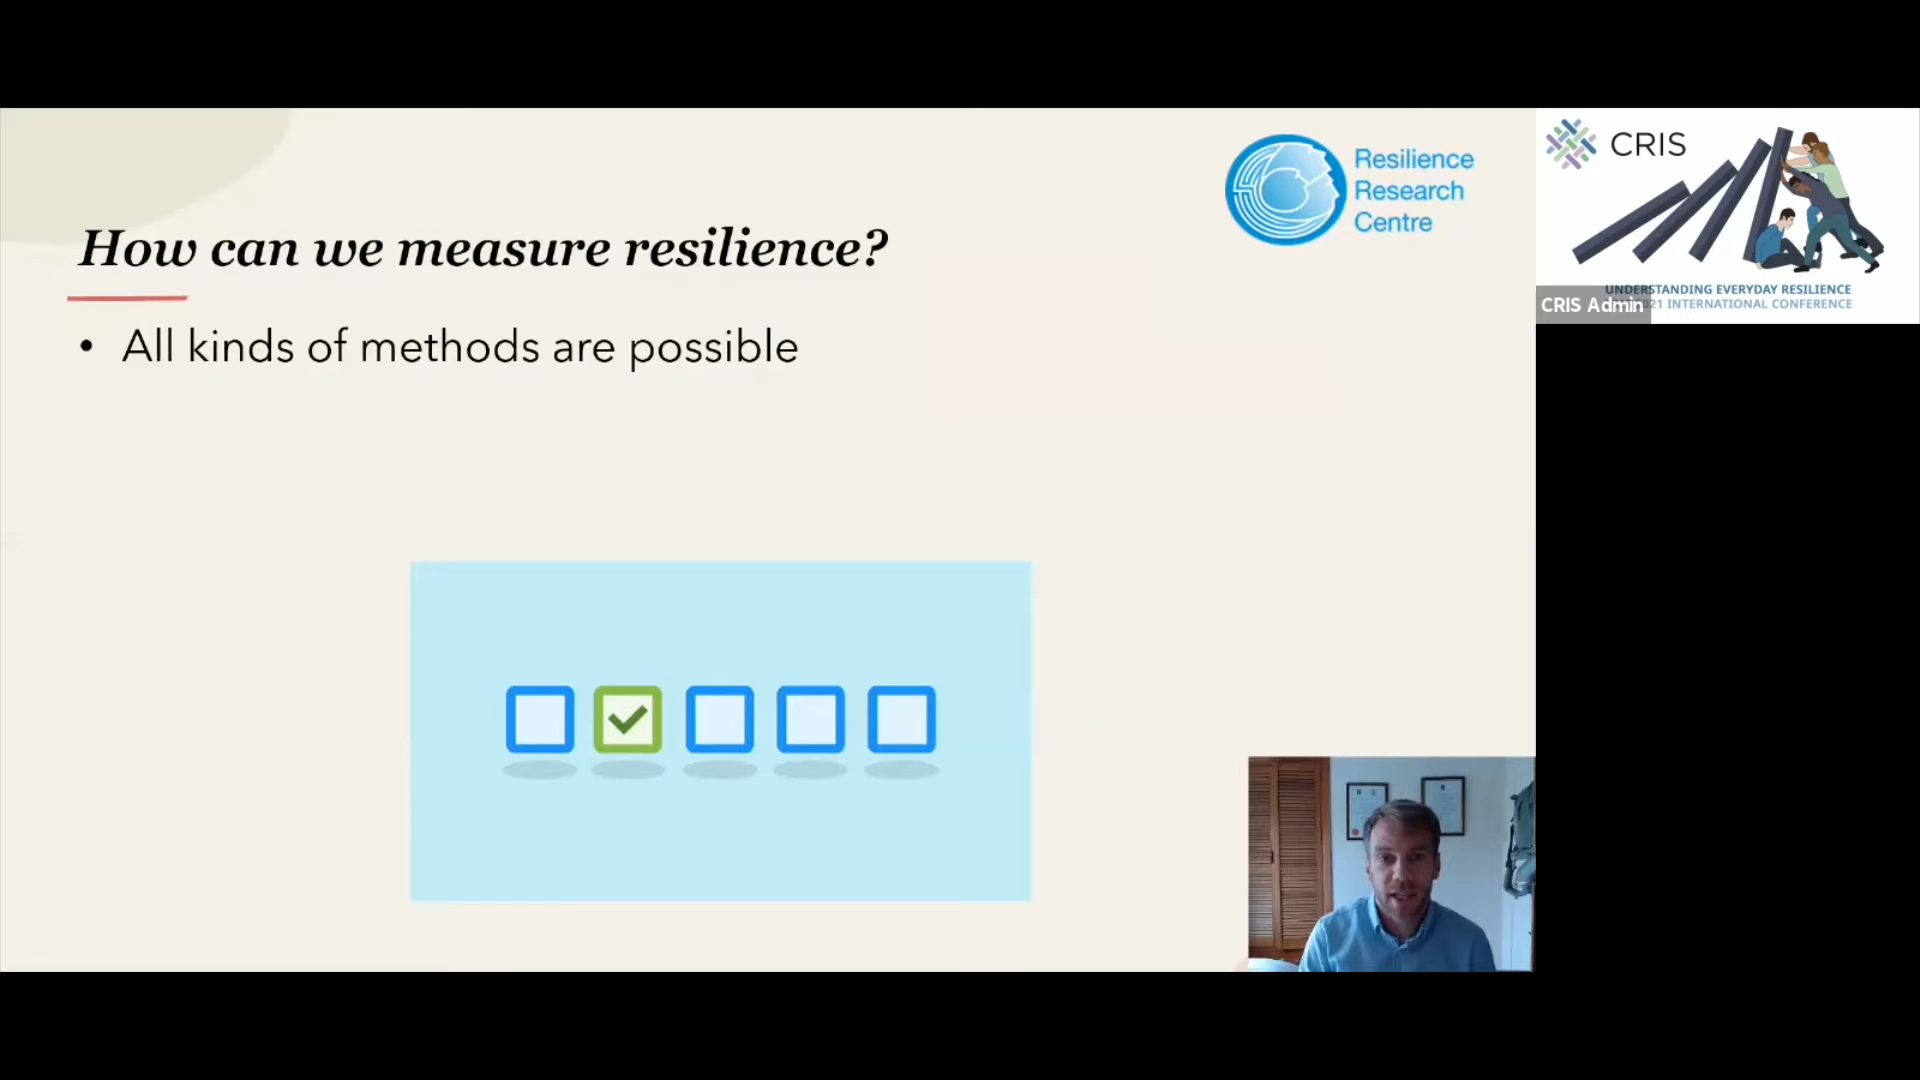 How can we measure resilience?
• All kinds of methods are possible
Resilience
Research
Centre
CRIS
UNDERSTANDING EVERYDAY RESILIENCE
INTERNATIONAL CONFERENCE
CRIS Admin